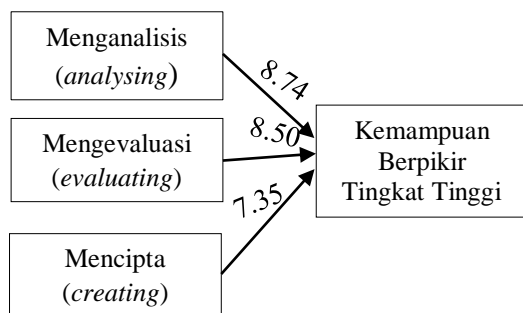 Menganalisis
(analysing)
8.74
Mengevaluasi
(evaluating)
8.50
Mencipta
(creating)
7.35
Kemampuan
Berpikir
Tingkat Tinggi